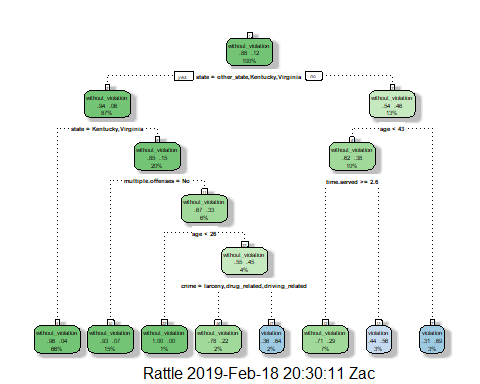 without_violation
.88 .12
100%
yes
state = other_state,Kentucky,Virginia
no
without_violation
.94 .06
87%
without_violation
.54 .46
13%
state = Kentucky,Virginia
age < 43
without_violation
.85 .15
20%
without_violation
.62 .38
10%
multiple.offenses = No
time.served >= 2.6
without_violation
.67 .33
6%
age < 26
without_violation
.55 .45
4%
crime = larceny,drug_related,driving_related
without_violation
.96 .04
66%
without_violation
.93 .07
15%
without_violation
1.00 .00
1%
without_violation
.78 .22
2%
violation
.36 .64
2%
without_violation
.71 .29
7%
violation
.44 .56
3%
violation
.31 .69
3%
Rattle 2019-Feb-18 20:30:11 Zac